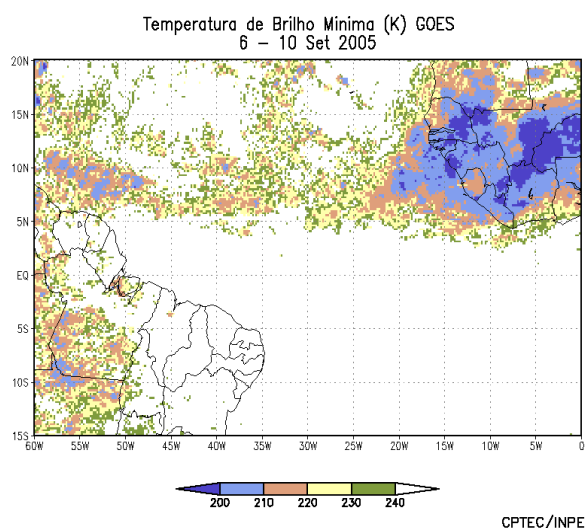 Temperatura de Brilho Minima (K) GOES
6 - 10 Set 2005
20N
15N
10N
5N
EQ
5S
10S
15S
60W 55W 50W 45W 40W 35W 30W 25W 20W 15W 10W 5W 0
200 210 220 230 240
CPTEC/INPE